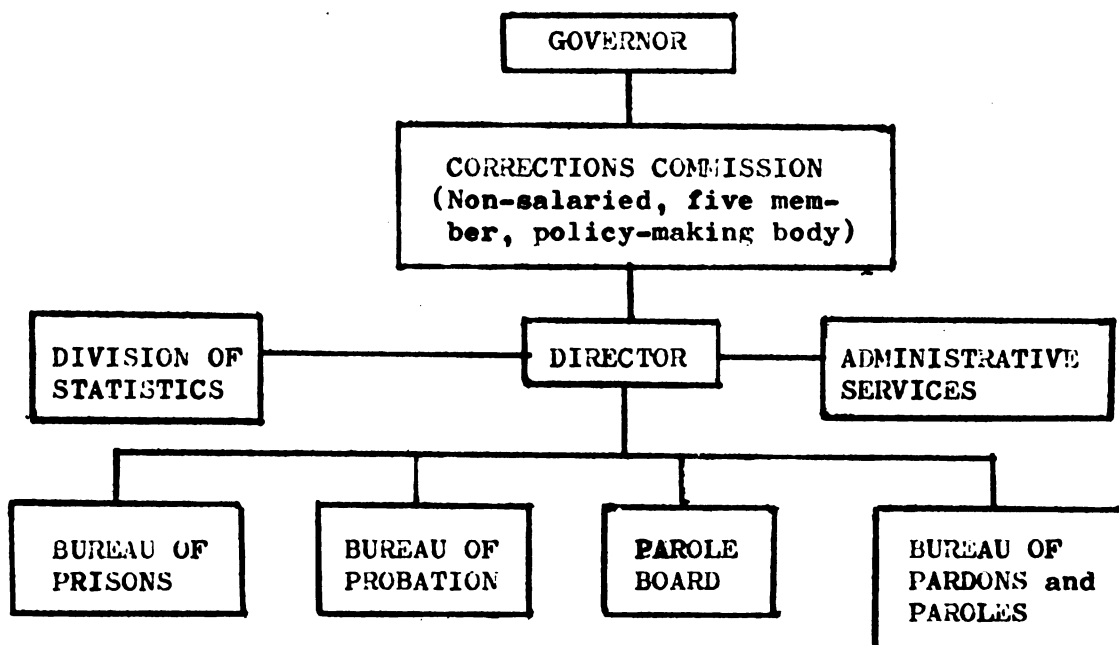 GOVERNOR
CORRECTIONS COMMISSION
(Non-salaried, five mem-
ber, policy-making body)
DIVISION OF
STATISTICS
DIRECTOR
ADMINISTRATIVE
SERVICES
BUREAU OF
PRISONS
BUREAU OF
PROBATION
PAROLE
BOARD
BUREAU OF
PARDONS and
PAROLES